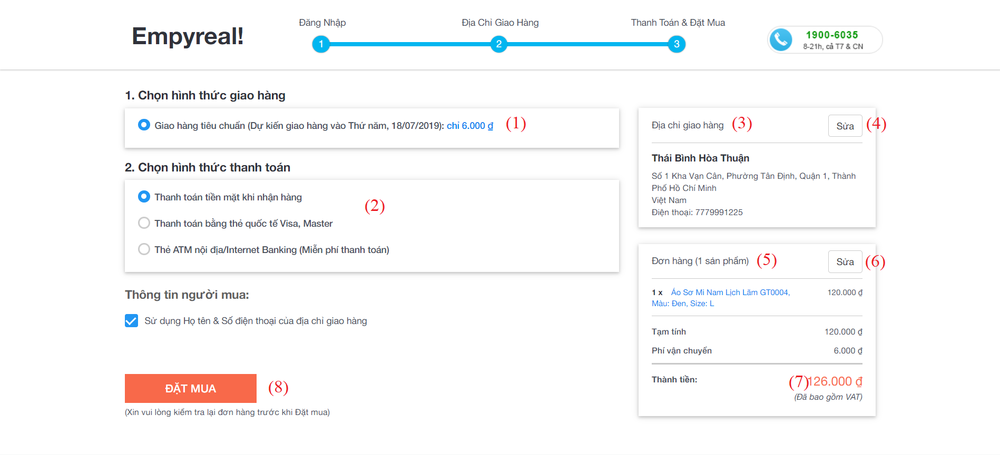 Empyreal!
Đăng Nhập
Địa Chỉ Giao Hàng
Thanh Toán & Đặt Mua
1
2
3
1900-6035
8-21h, cả T7 & CN
1. Chọn hình thức giao hàng
Giao hàng tiêu chuẩn (Dự kiến giao hàng vào Thứ năm, 18/07/2019): chỉ 6.000 ₫ (1)
2. Chọn hình thức thanh toán
Thanh toán tiền mặt khi nhận hàng
(2)
Thanh toán bằng thẻ quốc tế Visa, Master
Thẻ ATM nội địa/Internet Banking (Miễn phí thanh toán)
Thông tin người mua:
Sử dụng Họ tên & Số điện thoại của địa chỉ giao hàng
ĐẶT MUA (8)
(Xin vui lòng kiểm tra lại đơn hàng trước khi Đặt mua)
Địa chỉ giao hàng (3) Sửa (4)
Thái Bình Hòa Thuận
Số 1 Kha Vạn Cân, Phường Tân Định, Quận 1, Thành
Phố Hồ Chí Minh
Việt Nam
Điện thoại: 7779991225
Đơn hàng (1 sản phẩm) (5) Sửa (6)
1 x Áo Sơ Mi Nam Lịch Lãm GT0004, 120.000 ₫
Màu: Đen, Size: L
Tạm tính 120.000 ₫
Phí vận chuyển 6.000 ₫
Thành tiền: (7) 126.000 ₫
(Đã bao gồm VAT)